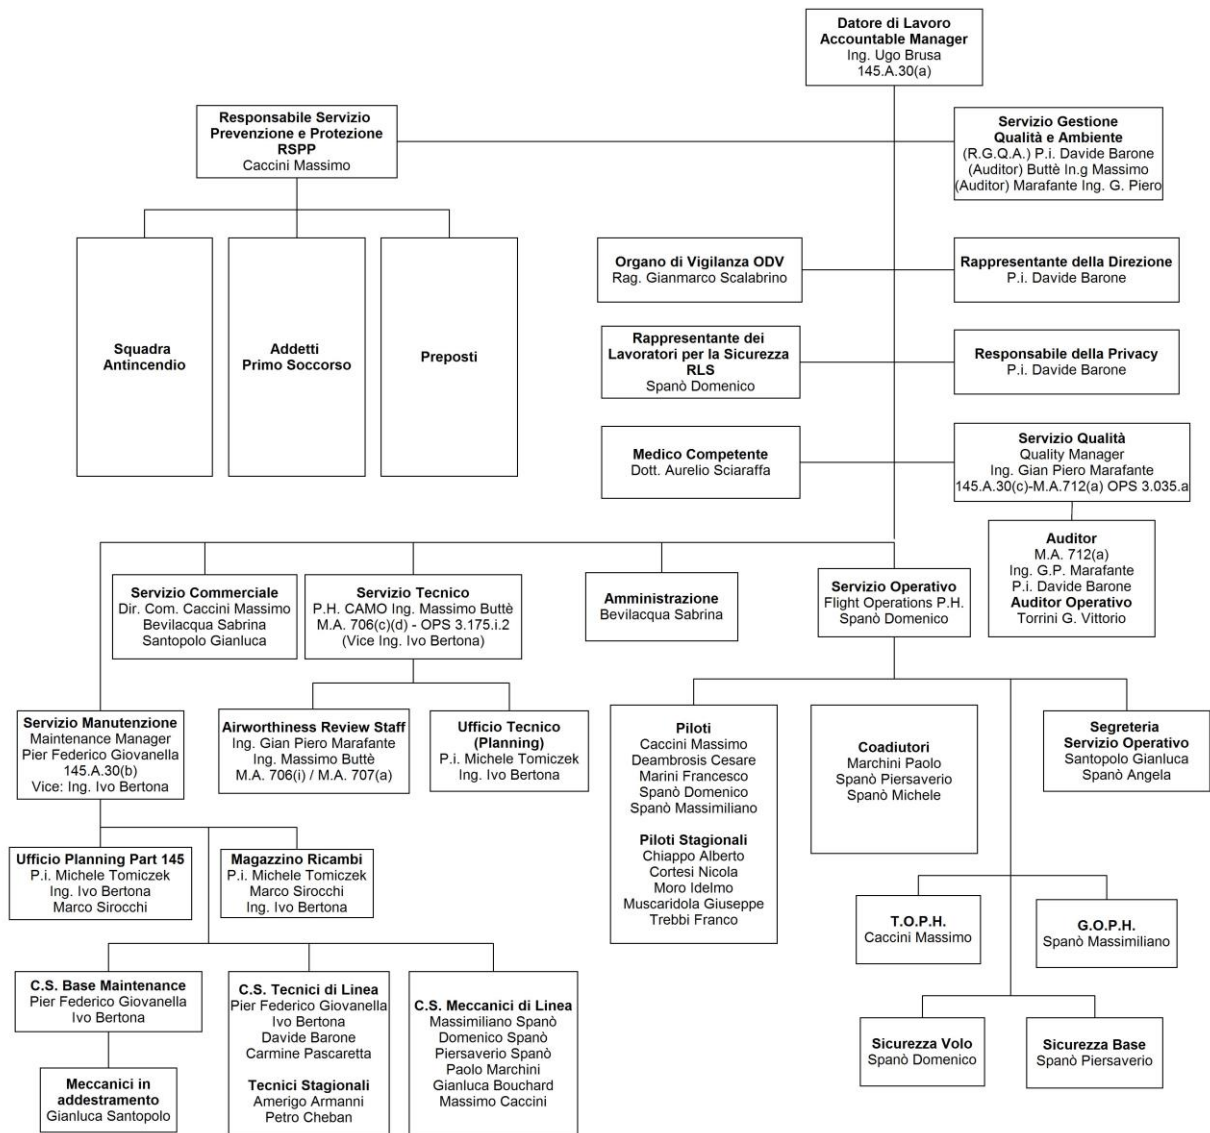 Datore di Lavoro
Accountable Manager
Ing. Ugo Brusa
145.A.30(a)
Responsabile Servizio
Prevenzione e Protezione
RSPP
Caccini Massimo
Servizio Gestione
Qualità e Ambiente
(R.G.Q.A.) P.i. Davide Barone
(Auditor) Buttè In.g Massimo
(Auditor) Marafante Ing. G. Piero
Squadra
Antincendio
Addetti
Primo Soccorso
Preposti
Organo di Vigilanza ODV
Rag. Gianmarco Scalabrino
Rappresentante della Direzione
P.i. Davide Barone
Rappresentante dei
Lavoratori per la Sicurezza
RLS
Spanò Domenico
Responsabile della Privacy
P.i. Davide Barone
Medico Competente
Dott. Aurelio Sciaraffa
Servizio Qualità
Quality Manager
Ing. Gian Piero Marafante
145.A.30(c)-M.A.712(a) OPS 3.035.a
Auditor
M.A. 712(a)
Ing. G.P. Marafante
P.i. Davide Barone
Auditor Operativo
Torrini G. Vittorio
Servizio Commerciale
Dir. Com. Caccini Massimo
Bevilacqua Sabrina
Santopolo Gianluca
Servizio Tecnico
P.H. CAMO Ing. Massimo Buttè
M.A. 706(c)(d) - OPS 3.175.i.2
(Vice Ing. Ivo Bertona)
Amministrazione
Bevilacqua Sabrina
Servizio Operativo
Flight Operations P.H.
Spanò Domenico
Servizio Manutenzione
Maintenance Manager
Pier Federico Giovanella
145.A.30(b)
Vice: Ing. Ivo Bertona
Airworthiness Review Staff
Ing. Gian Piero Marafante
Ing. Massimo Buttè
M.A. 706(i) / M.A. 707(a)
Ufficio Tecnico
(Planning)
P.i. Michele Tomiczek
Ing. Ivo Bertona
Piloti
Caccini Massimo
Deambrosis Cesare
Marini Francesco
Spanò Domenico
Spanò Massimiliano
Piloti Stagionali
Chiappo Alberto
Cortesi Nicola
Moro Idelmo
Muscaridola Giuseppe
Trebbi Franco
Coadiutori
Marchini Paolo
Spanò Piersaverio
Spanò Michele
Segreteria
Servizio Operativo
Santopolo Gianluca
Spanò Angela
Ufficio Planning Part 145
P.i. Michele Tomiczek
Ing. Ivo Bertona
Marco Sirocchi
Magazzino Ricambi
P.i. Michele Tomiczek
Marco Sirocchi
Ing. Ivo Bertona
T.O.P.H.
Caccini Massimo
G.O.P.H.
Spanò Massimiliano
C.S. Base Maintenance
Pier Federico Giovanella
Ivo Bertona
C.S. Tecnici di Linea
Pier Federico Giovanella
Ivo Bertona
Davide Barone
Carmine Pascaretta
Tecnici Stagionali
Amerigo Armanni
Petro Cheban
C.S. Meccanici di Linea
Massimiliano Spanò
Domenico Spanò
Piersaverio Spanò
Paolo Marchini
Gianluca Bouchard
Massimo Caccini
Sicurezza Volo
Spanò Domenico
Sicurezza Base
Spanò Piersaverio
Meccanici in
addestramento
Gianluca Santopolo